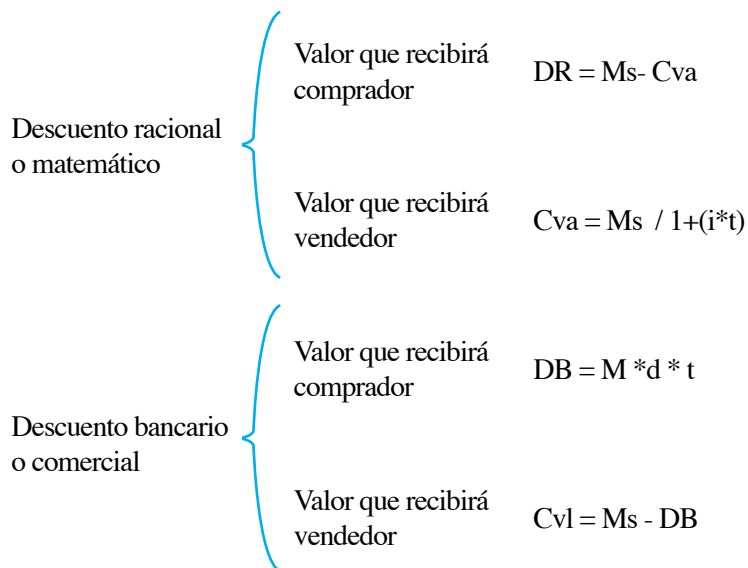 Valor que recibirá
comprador
DR = Ms- Cva
Descuento racional
o matemático
Valor que recibirá
vendedor
Cva = Ms / 1+(i*t)
Valor que recibirá
comprador
DB = M *d * t
Descuento bancario
o comercial
Valor que recibirá
vendedor
Cvl = Ms - DB